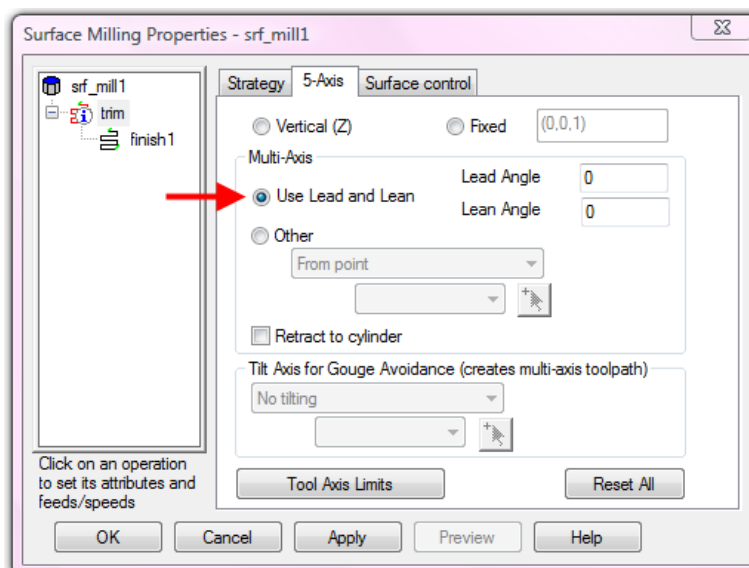 Surface Milling Properties - srf_mill1
srf_mill1
trim
finish1
Click on an operation
to set its attributes and
feeds/speeds
Strategy 5-Axis Surface control
Vertical (Z) Fixed (0,0,1)
Multi-Axis
Use Lead and Lean Lead Angle 0
Lean Angle 0
Other
From point
Retract to cylinder
Tilt Axis for Gouge Avoidance (creates multi-axis toolpath)
No tilting
Tool Axis Limits Reset All
OK Cancel Apply Preview Help